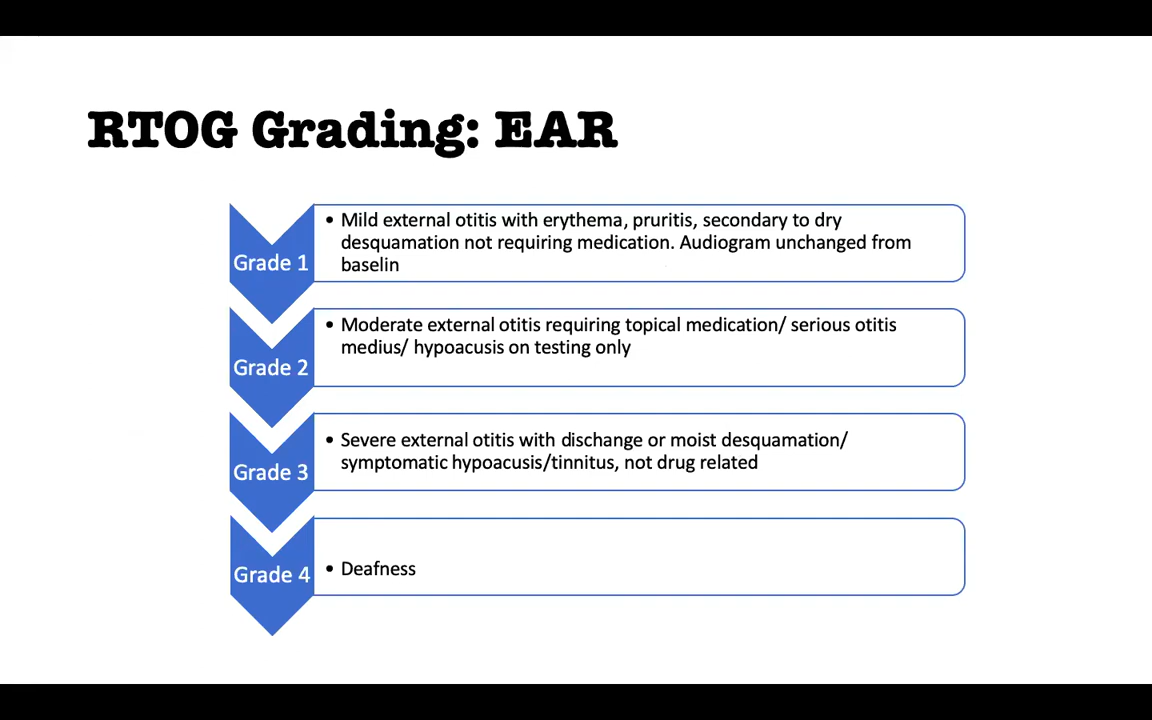 RTOG Grading: EAR
Grade 1
• Mild external otitis with erythema, pruritis, secondary to dry
desquamation not requiring medication. Audiogram unchanged from
baselin
Grade 2
• Moderate external otitis requiring topical medication/ serious otitis
medius/ hypoacusis on testing only
Grade 3
• Severe external otitis with discharge or moist desquamation/
symptomatic hypoacusis/tinnitus, not drug related
Grade 4
• Deafness